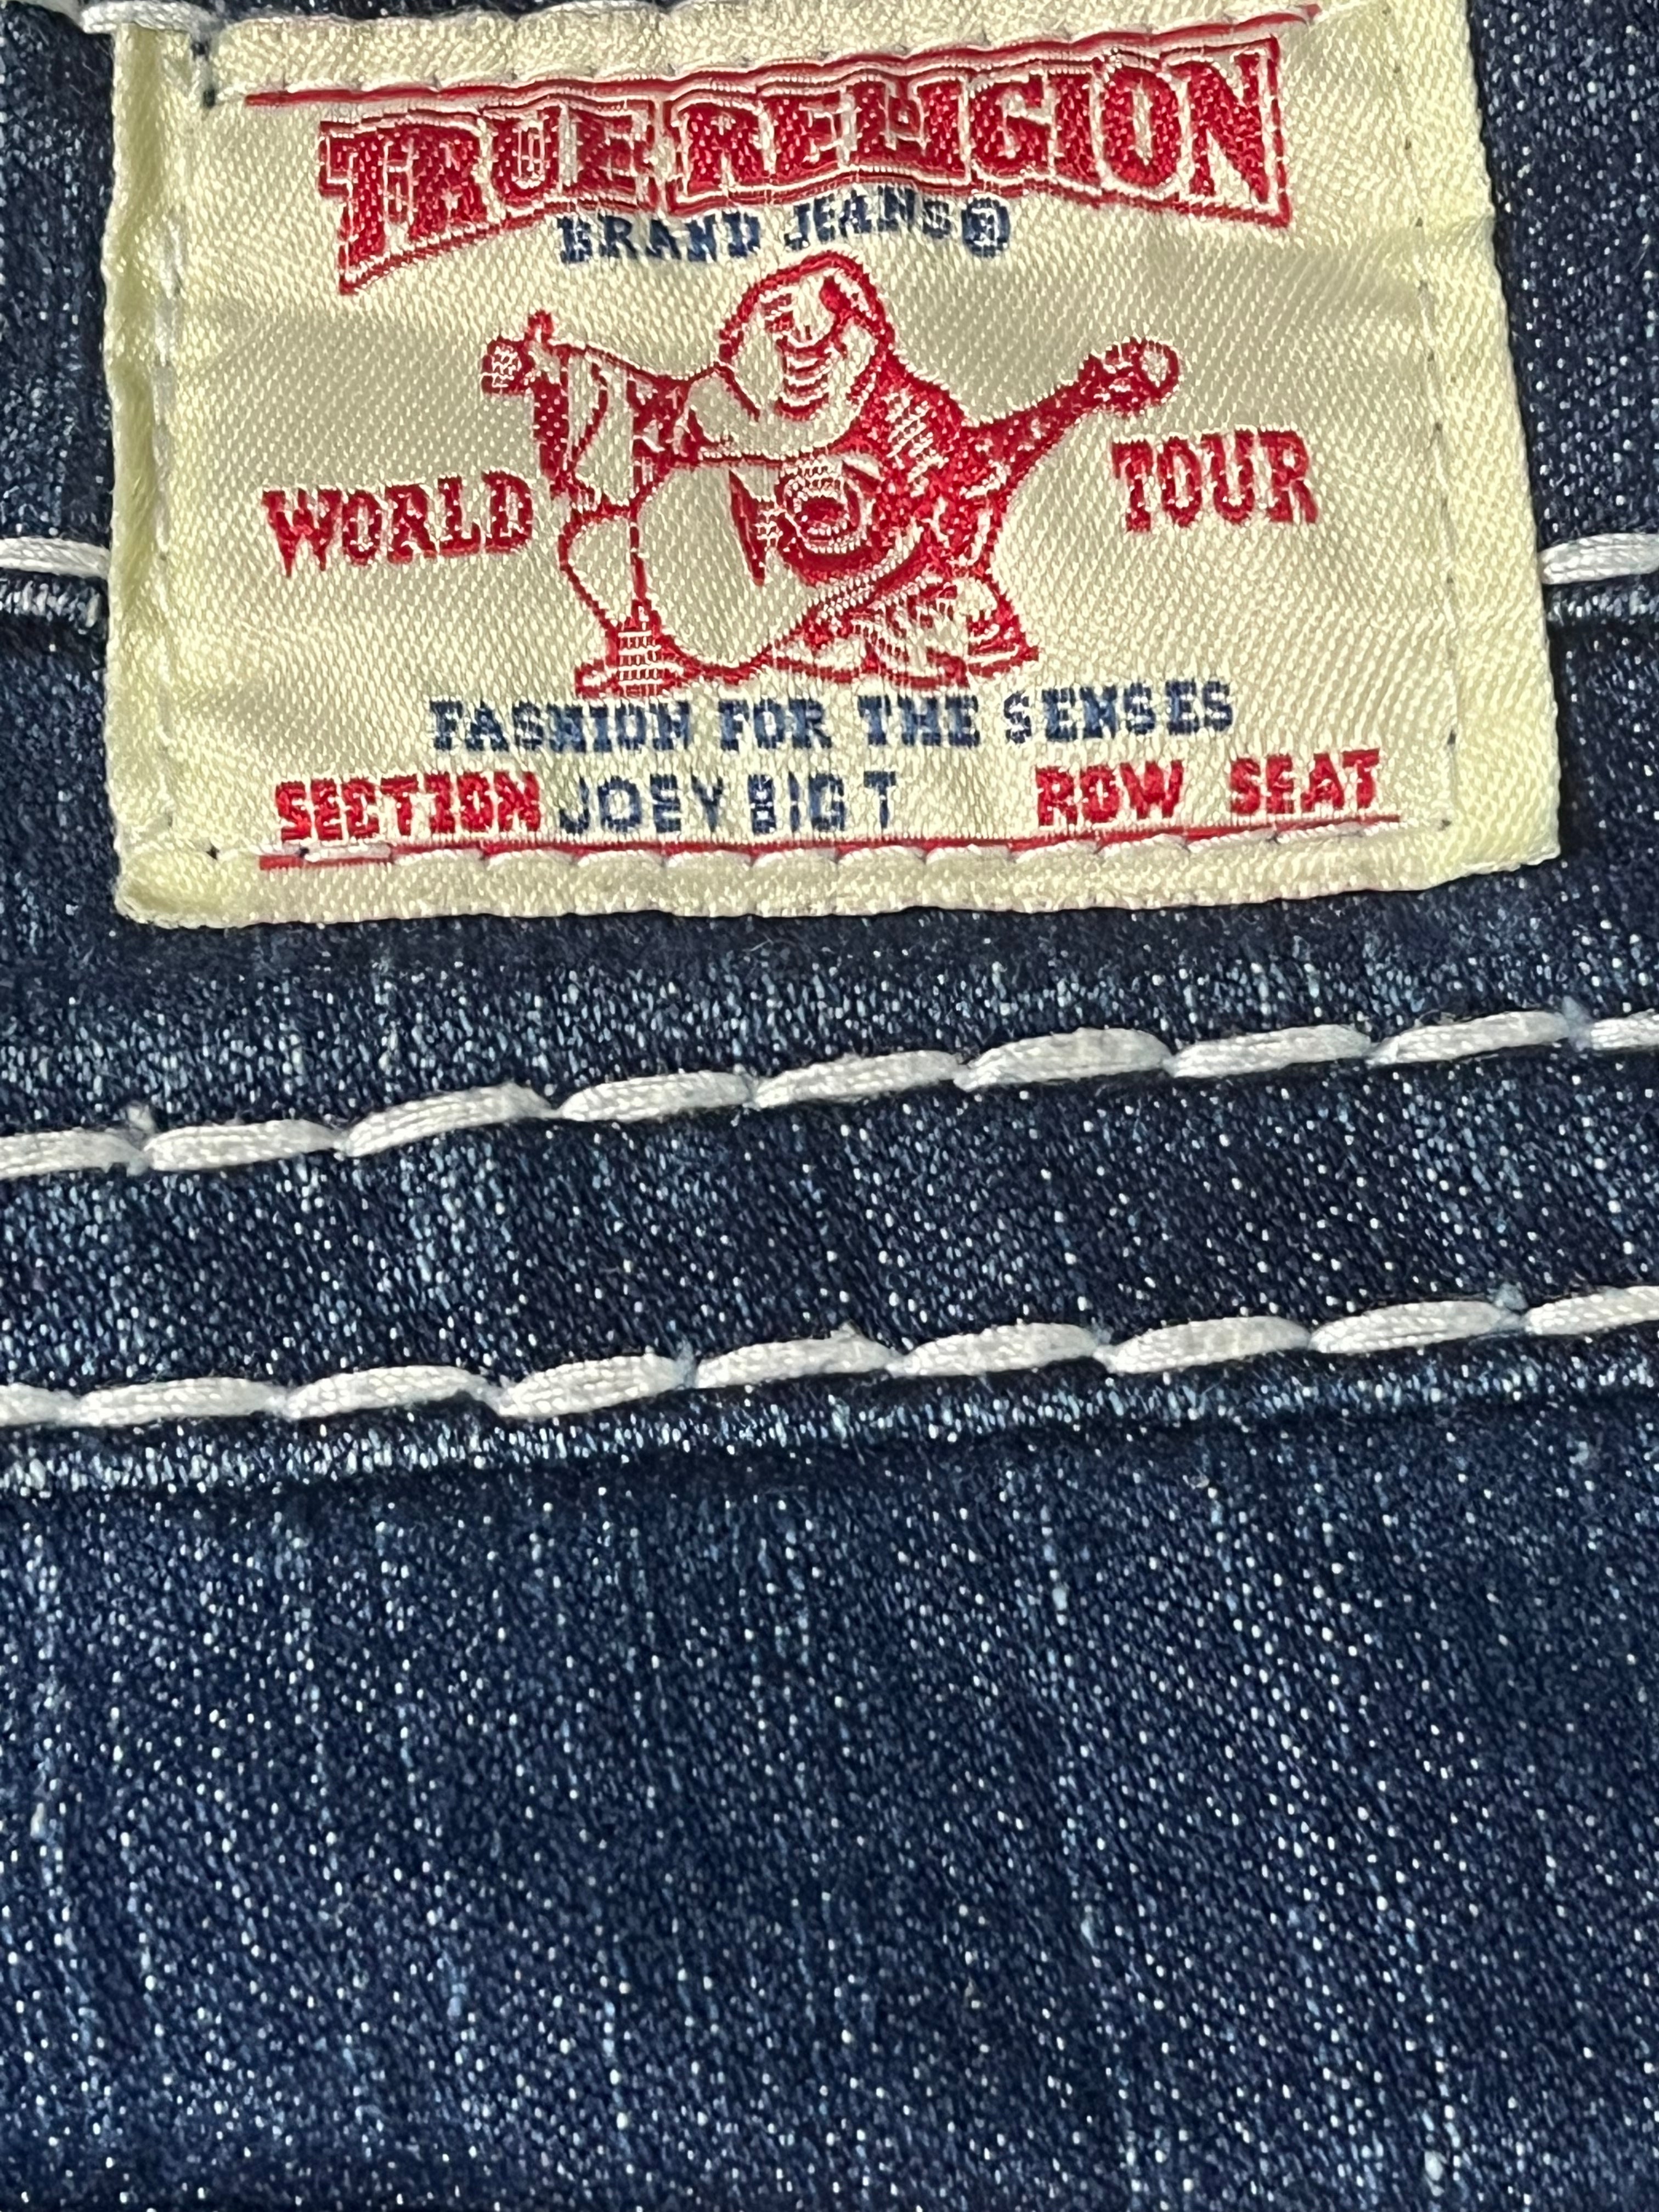 TRUE RELIGION
BRAND JEANS®
WORLD TOUR
FASHION FOR THE SENSES
SECTION JOEY BIG T ROW SEAT